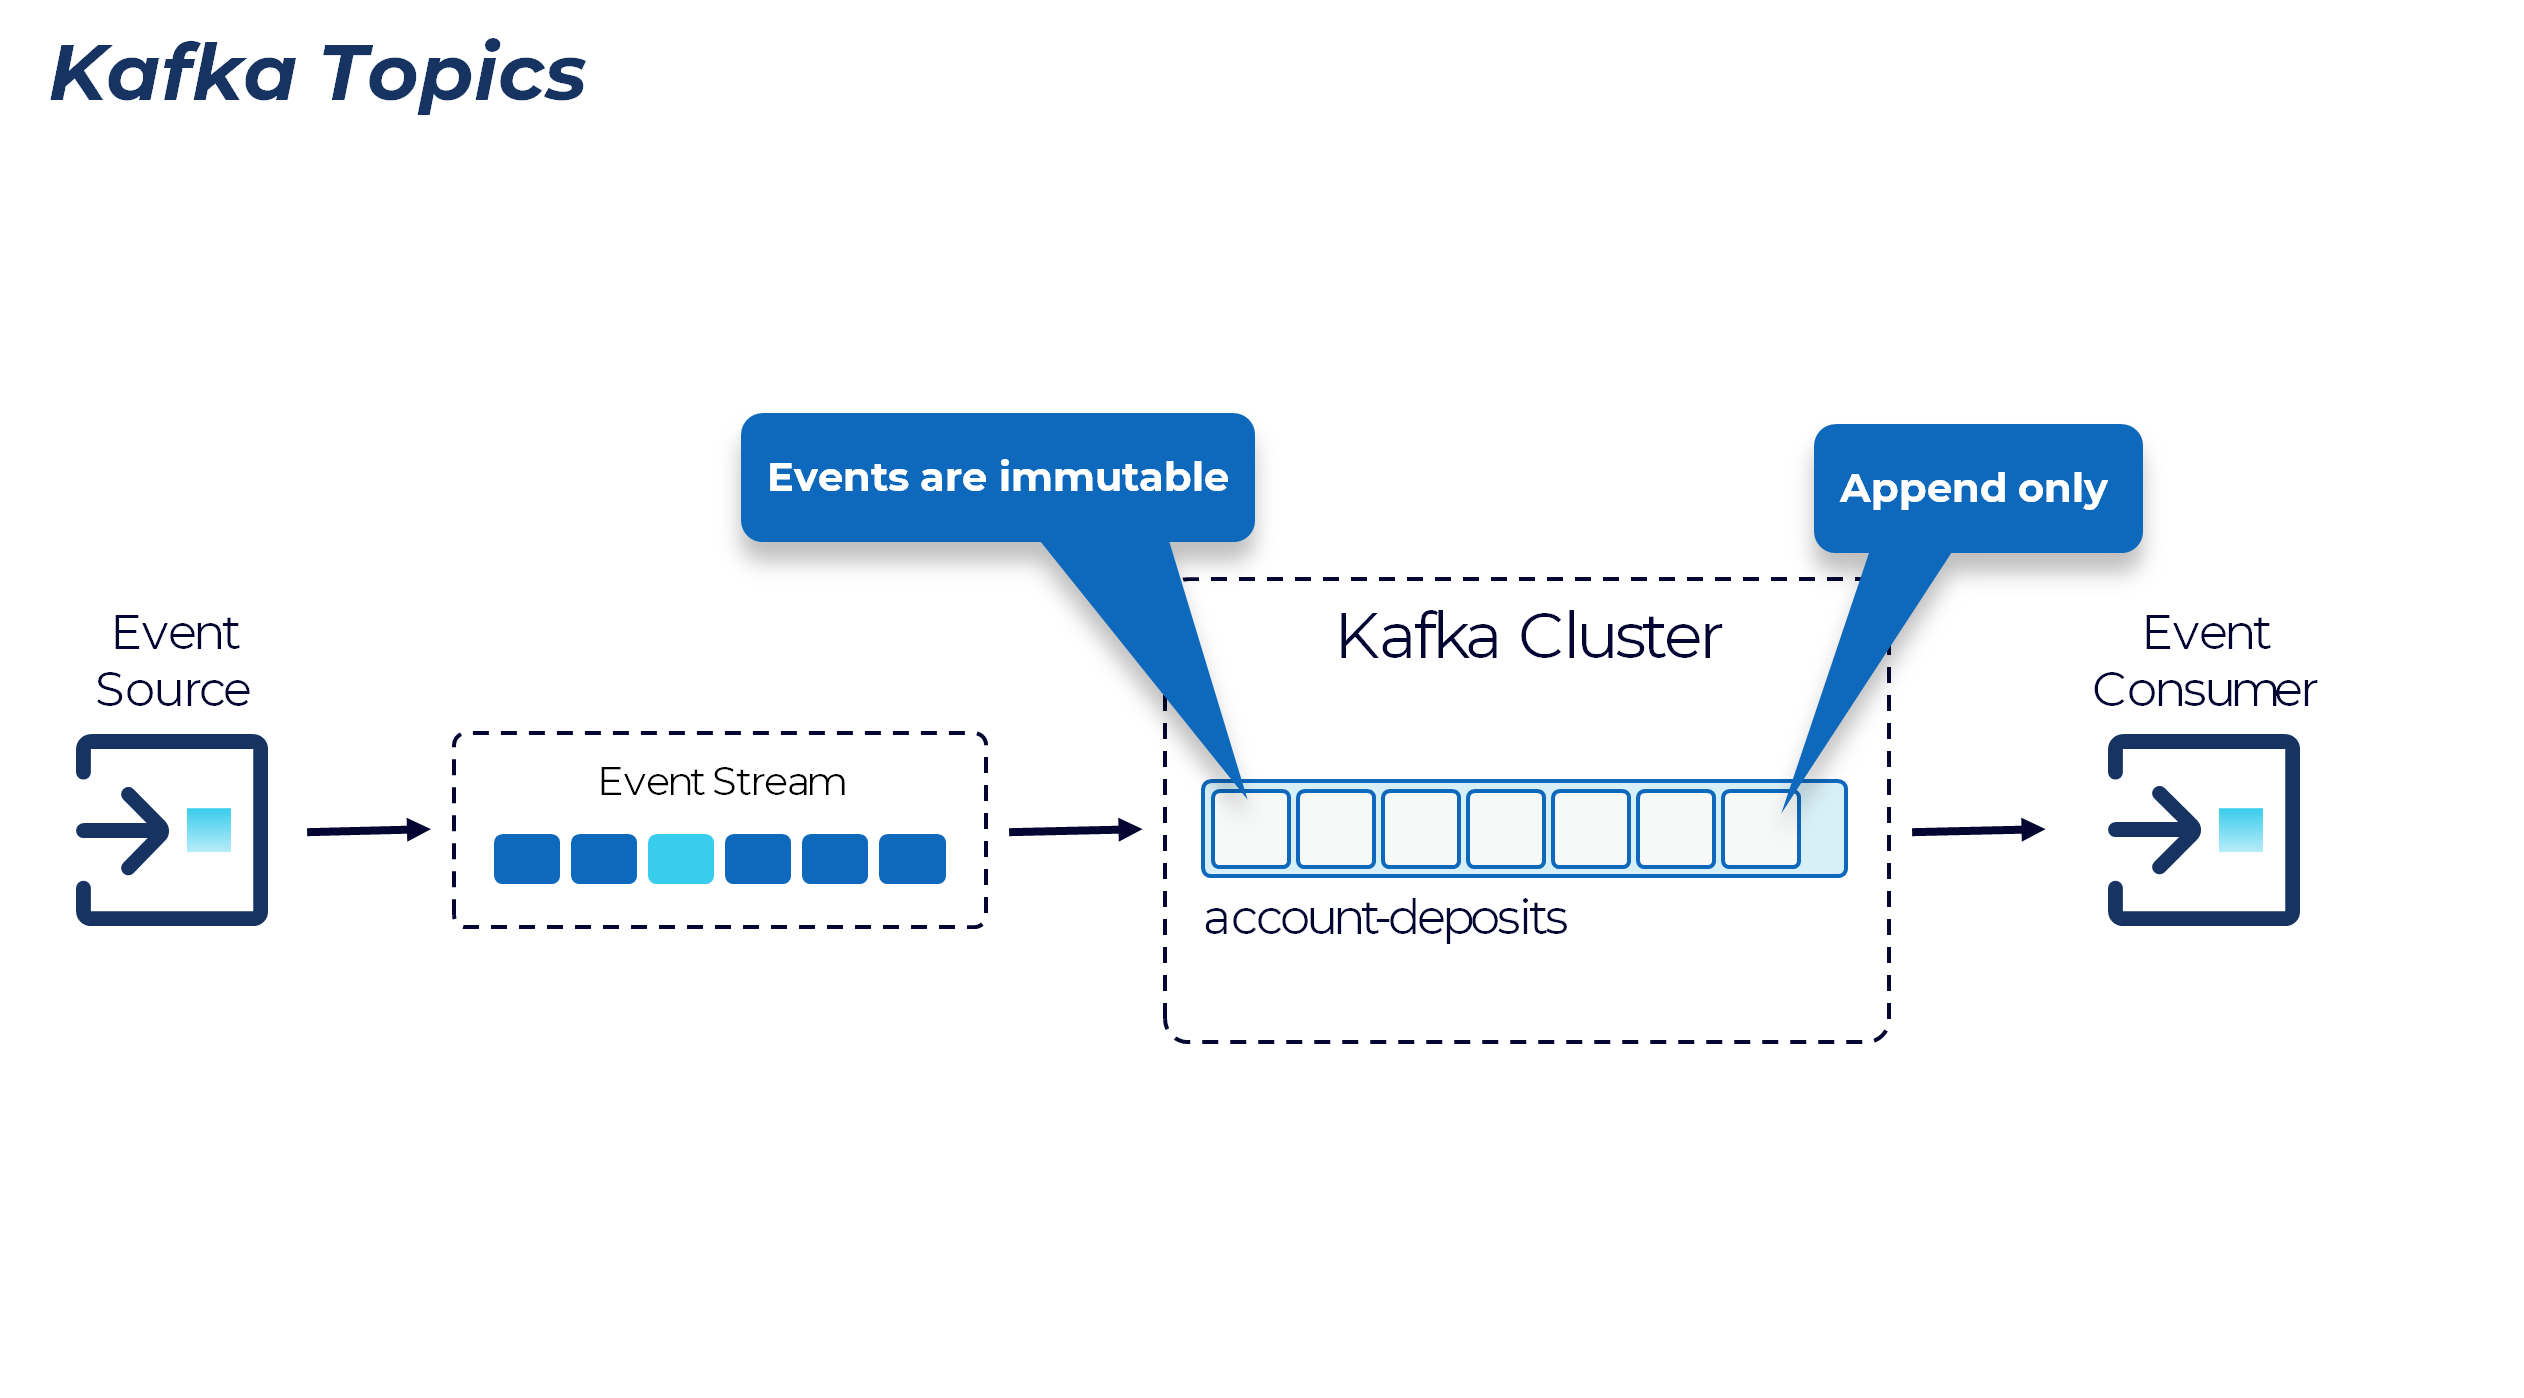 Kafka Topics
Events are immutable
Append only
Event
Source
Event Stream
Kafka Cluster
account-deposits
Event
Consumer